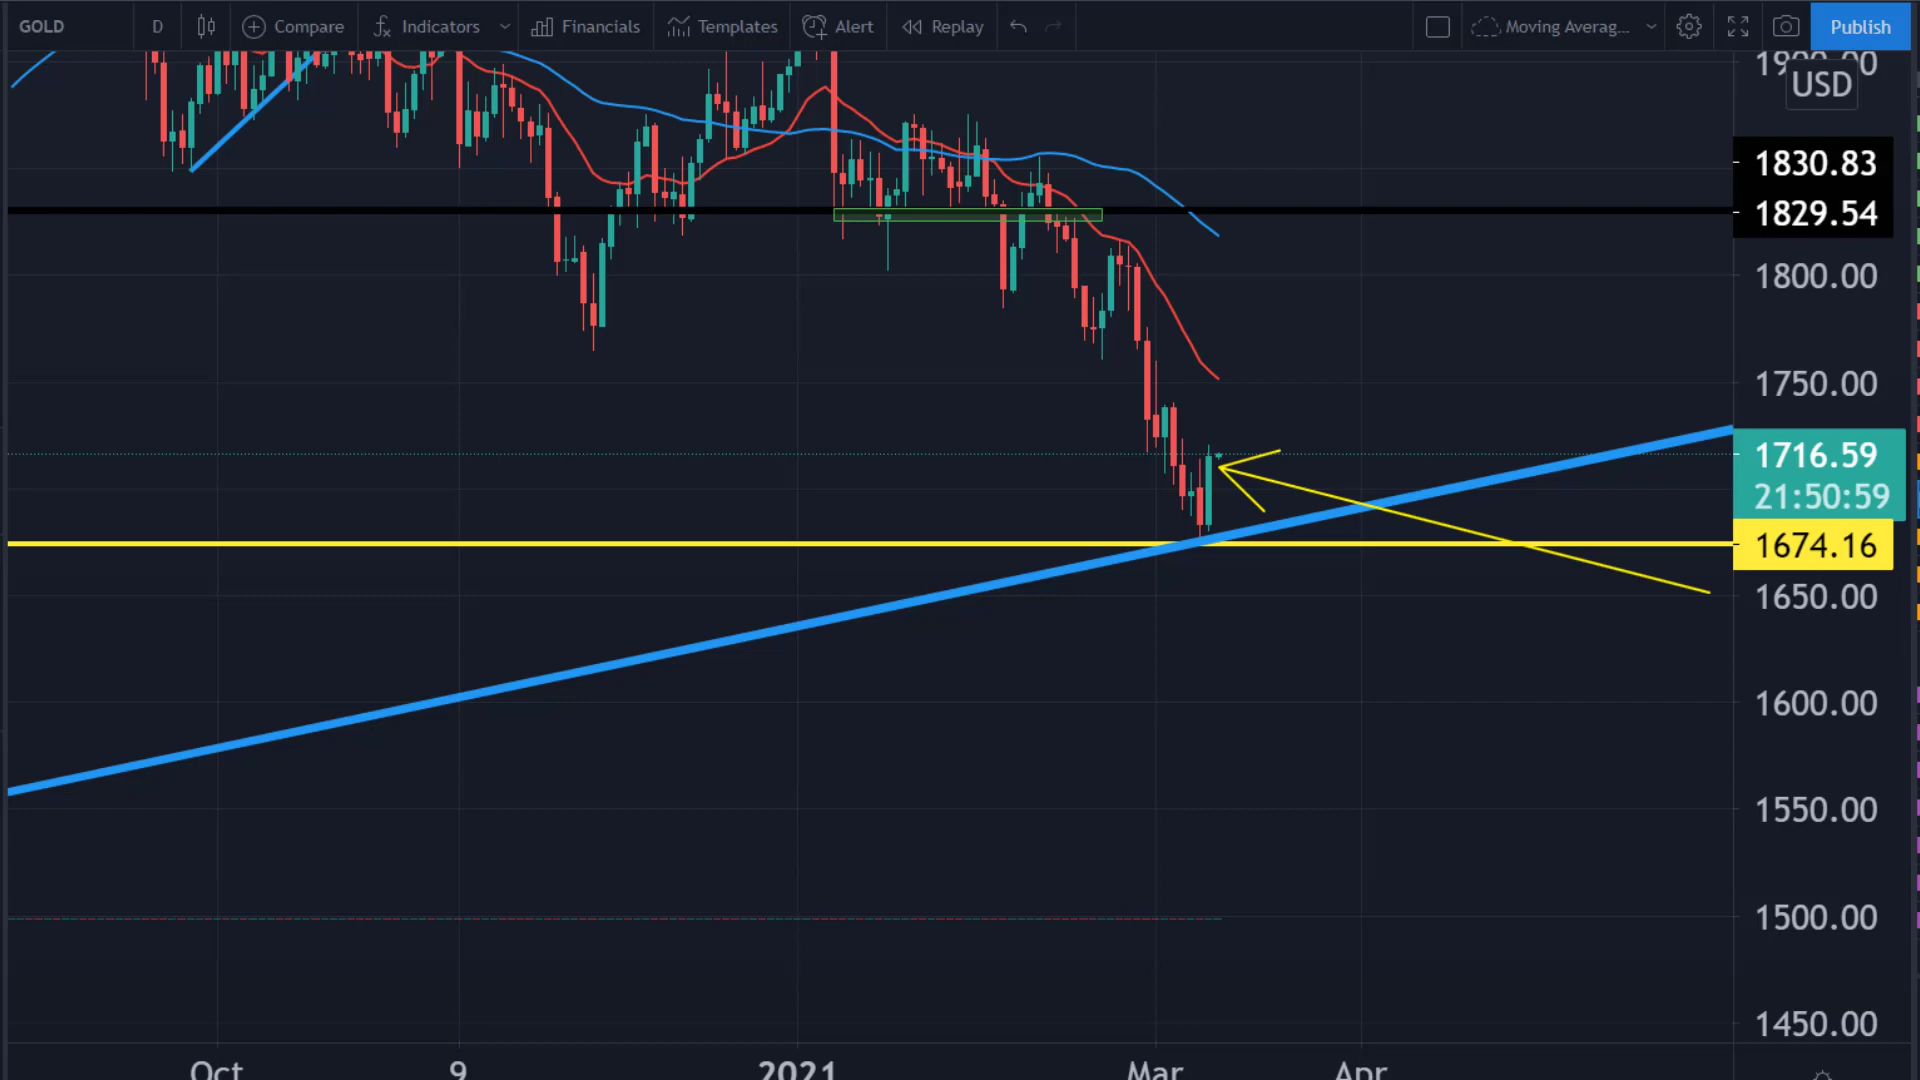 GOLD
D
Compare
Indicators
Financials
Templates
Alert
Replay
Moving Averag...
Publish
USD
1830.83
1829.54
1800.00
1750.00
1716.59
21:50:59
1674.16
1650.00
1600.00
1550.00
1500.00
1450.00
Oct
9
2021
Mar
Apr